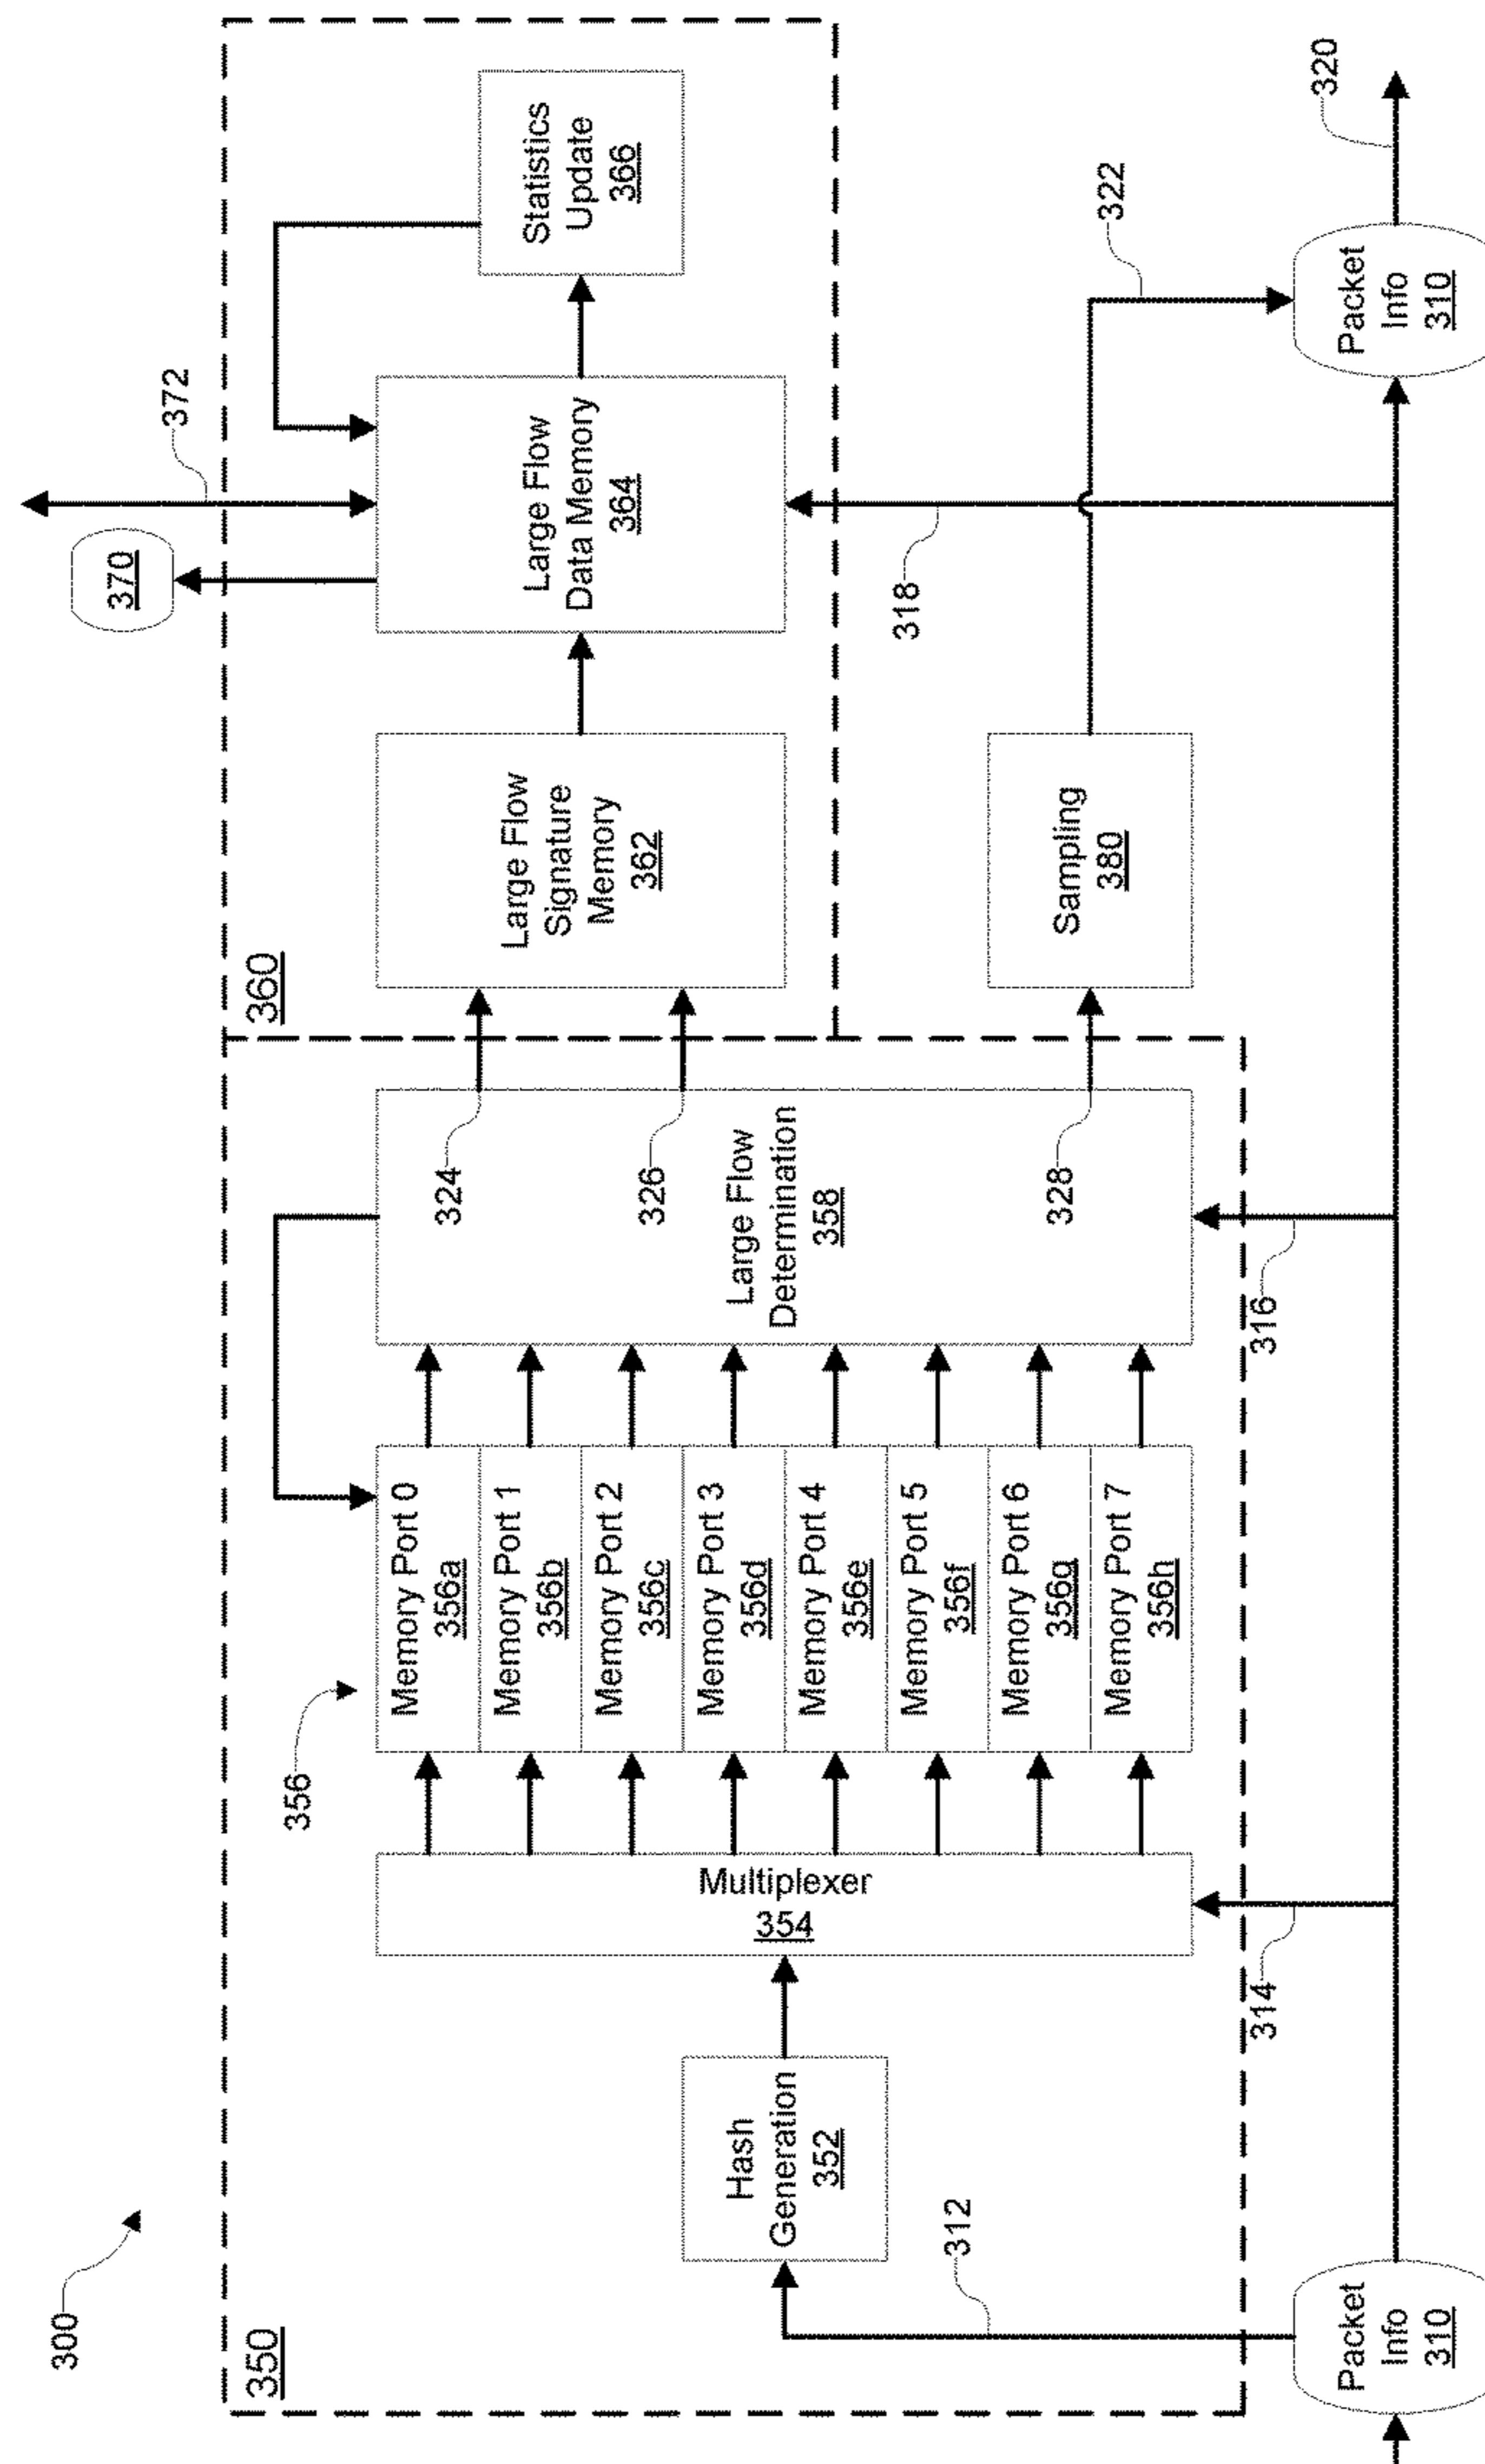 300
350
360
372
370
Hash
Generation
352
Multiplexer
354
356
Memory Port 0
356a
Memory Port 1
356b
Memory Port 2
356c
Memory Port 3
356d
Memory Port 4
356e
Memory Port 5
356f
Memory Port 6
356g
Memory Port 7
356h
Large Flow
Determination
358
324
326
328
Large Flow
Signature
Memory
362
Large Flow
Data Memory
364
Statistics
Update
366
Sampling
380
312
314
316
318
322
320
Packet
Info
310
Packet
Info
310